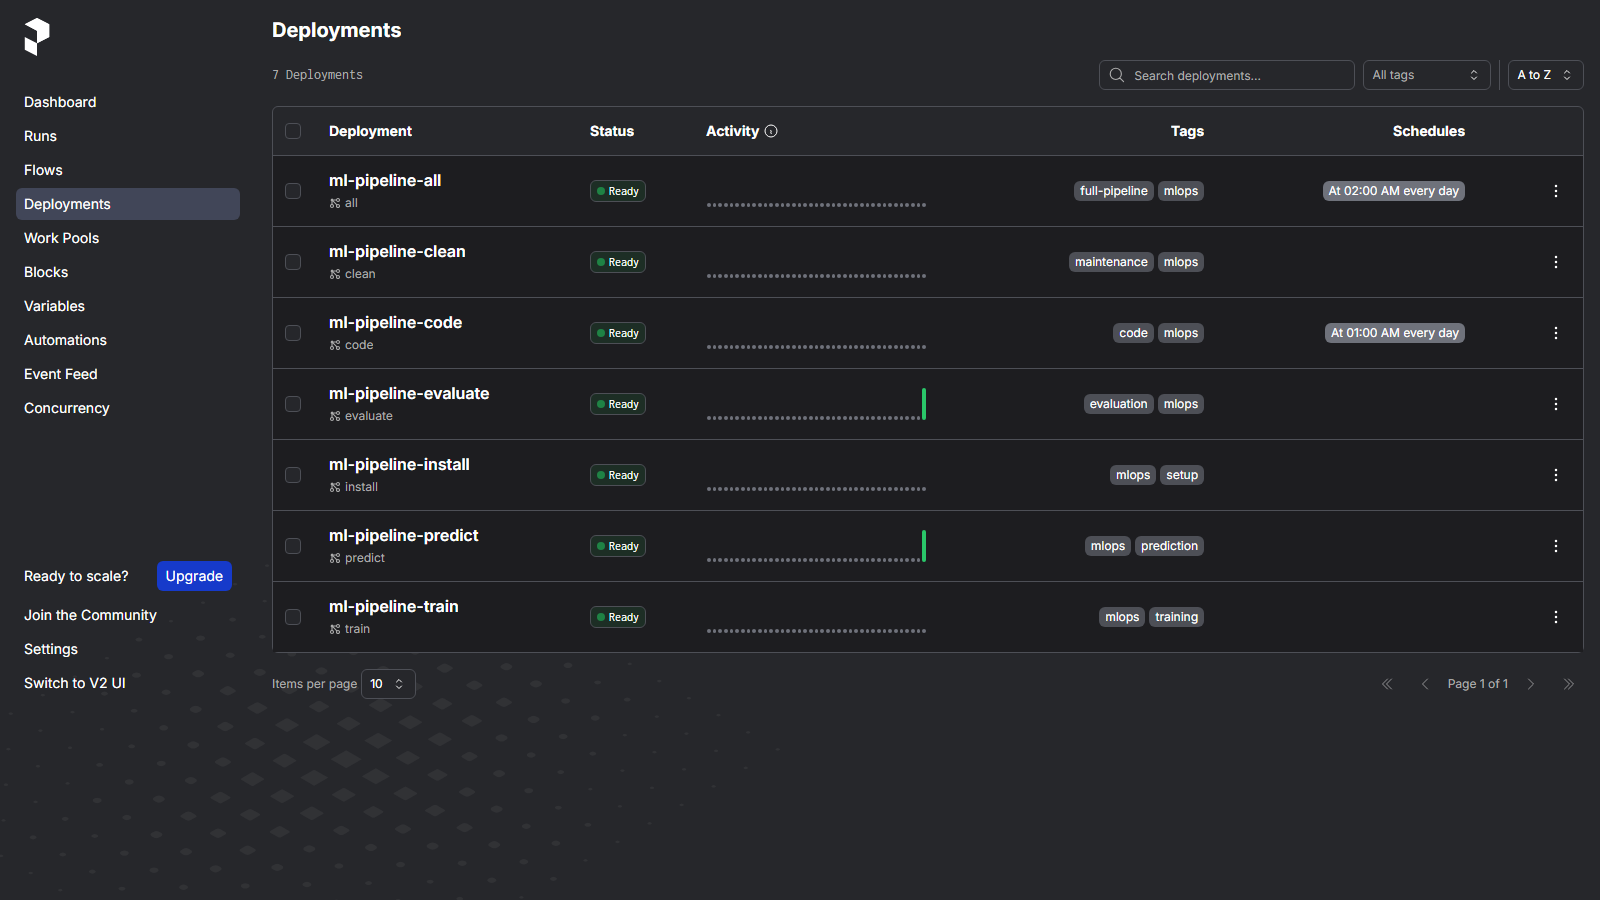 Deployments
7 Deployments
Search deployments...
All tags
A to Z
Dashboard
Runs
Flows
Deployments
Work Pools
Blocks
Variables
Automations
Event Feed
Concurrency
Ready to scale? Upgrade
Join the Community
Settings
Switch to V2 UI
Deployment Status Activity Tags Schedules
ml-pipeline-all
all
Ready
full-pipeline mlops
At 02:00 AM every day
ml-pipeline-clean
clean
Ready
maintenance mlops
ml-pipeline-code
code
Ready
code mlops
At 01:00 AM every day
ml-pipeline-evaluate
evaluate
Ready
evaluation mlops
ml-pipeline-install
install
Ready
mlops setup
ml-pipeline-predict
predict
Ready
mlops prediction
ml-pipeline-train
train
Ready
mlops training
Items per page 10
Page 1 of 1